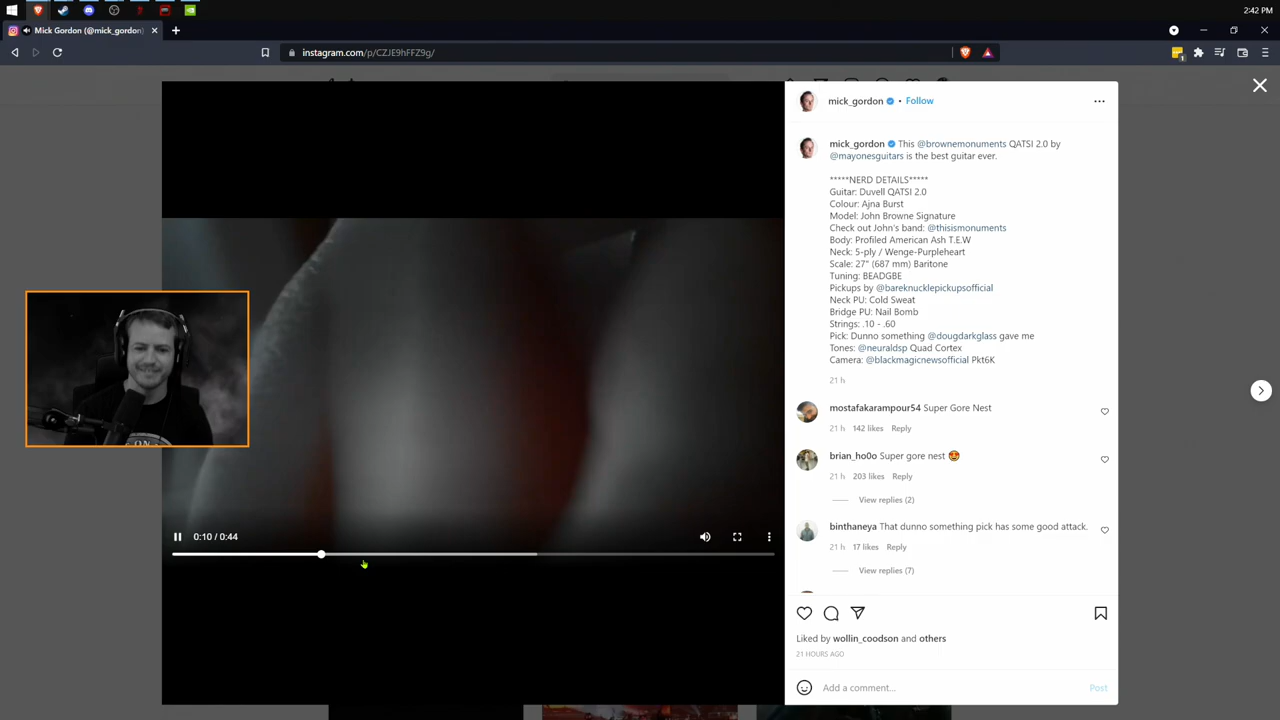 2:42 PM
Mick Gordon (@mick_gordon)
instagram.com/p/CZJE9hFFZ9g/
1
mick_gordon • Follow
mick_gordon This @brownemonuments QATSI 2.0 by
@mayonesguitars is the best guitar ever.
*****NERD DETAILS*****
Guitar: Duvell QATSI 2.0
Colour: Ajna Burst
Model: John Browne Signature
Check out John's band: @thisismonuments
Body: Profiled American Ash T.E.W
Neck: 5-ply / Wenge-Purpleheart
Scale: 27" (687 mm) Baritone
Tuning: BEADGBE
Pickups by @bareknucklepickupsofficial
Neck PU: Cold Sweat
Bridge PU: Nail Bomb
Strings: .10 - .60
Pick: Dunno something @dougdarkglass gave me
Tones: @neuraldsp Quad Cortex
Camera: @blackmagicnewsofficial Pkt6K
21 h
mostafakarampour54 Super Gore Nest
21 h 142 likes Reply
brian_ho0o Super gore nest 😍
21 h 203 likes Reply
View replies (2)
binthaneya That dunno something pick has some good attack.
21 h 17 likes Reply
View replies (7)
0:10 / 0:44
Liked by wollin_coodson and others
21 HOURS AGO
Add a comment...
Post